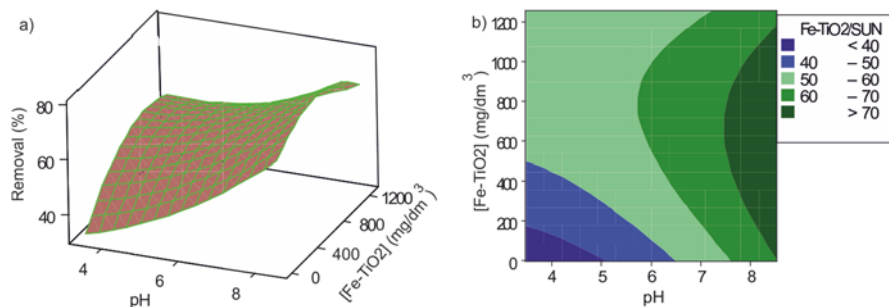 a)
Removal (%)
80
60
40
4
6
8
pH
0
400
800
1200
[Fe-TiO2] (mg/dm3)
b)
[Fe-TiO2] (mg/dm3)
1200
1000
800
600
400
200
0
4
5
6
7
8
pH
Fe-TiO2/SUN
< 40
40 – 50
50 – 60
60 – 70
> 70